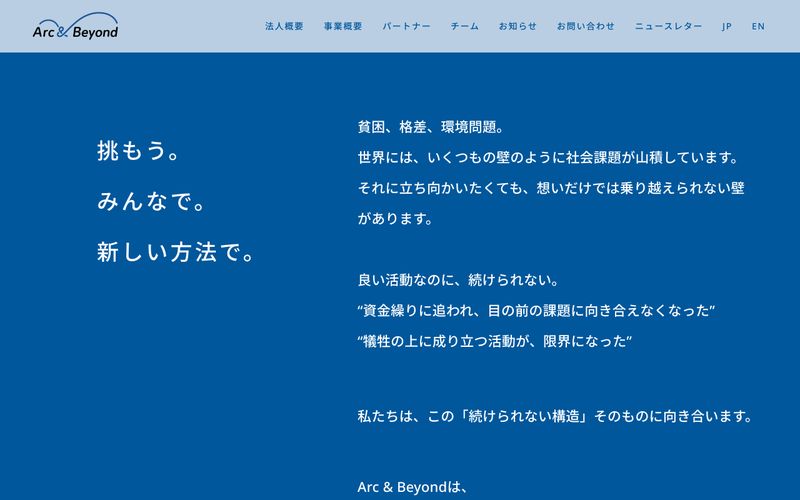 Arc & Beyond
法人概要 事業概要 パートナー チーム お知らせ お問い合わせ ニュースレター JP EN
挑もう。
みんなで。
新しい方法で。
貧困、格差、環境問題。
世界には、いくつもの壁のように社会課題が山積しています。
それに立ち向かいたくても、想いだけでは乗り越えられない壁
があります。
良い活動なのに、続けられない。
“資金繰りに追われ、目の前の課題に向き合えなくなった”
“犠牲の上に成り立つ活動が、限界になった”
私たちは、この「続けられない構造」そのものに向き合います。
Arc & Beyondは、